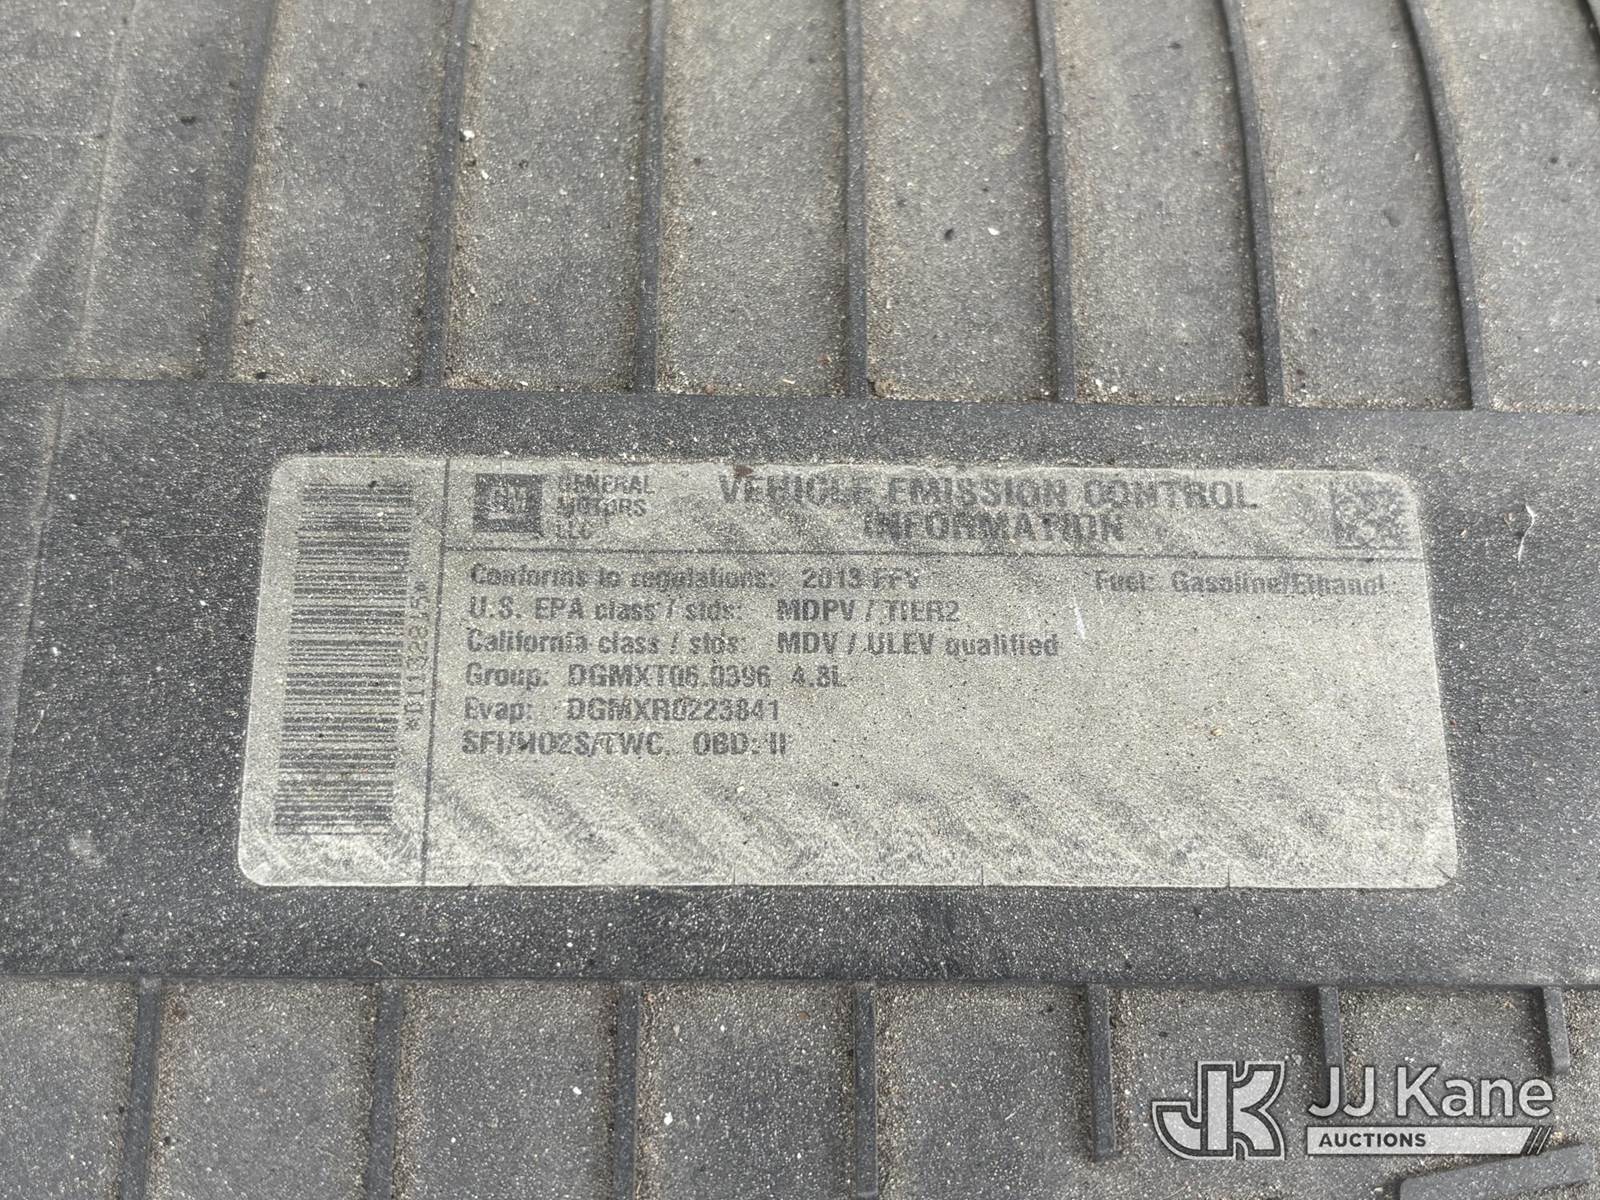 GM
GENERAL
MOTORS
LLC
VEHICLE EMISSION CONTROL
INFORMATION
Conforms to regulations: 2013 FFV
Fuel: Gasoline/Ethanol
U.S. EPA class / stds: MDPV / TIER2
California class / stds: MDV / ULEV qualified
Group: DGMXT06.0396 4.8L
Evap: DGMXR0223841
SFI/HO2S/TWC, OBD: II
JK
JJ Kane
AUCTIONS